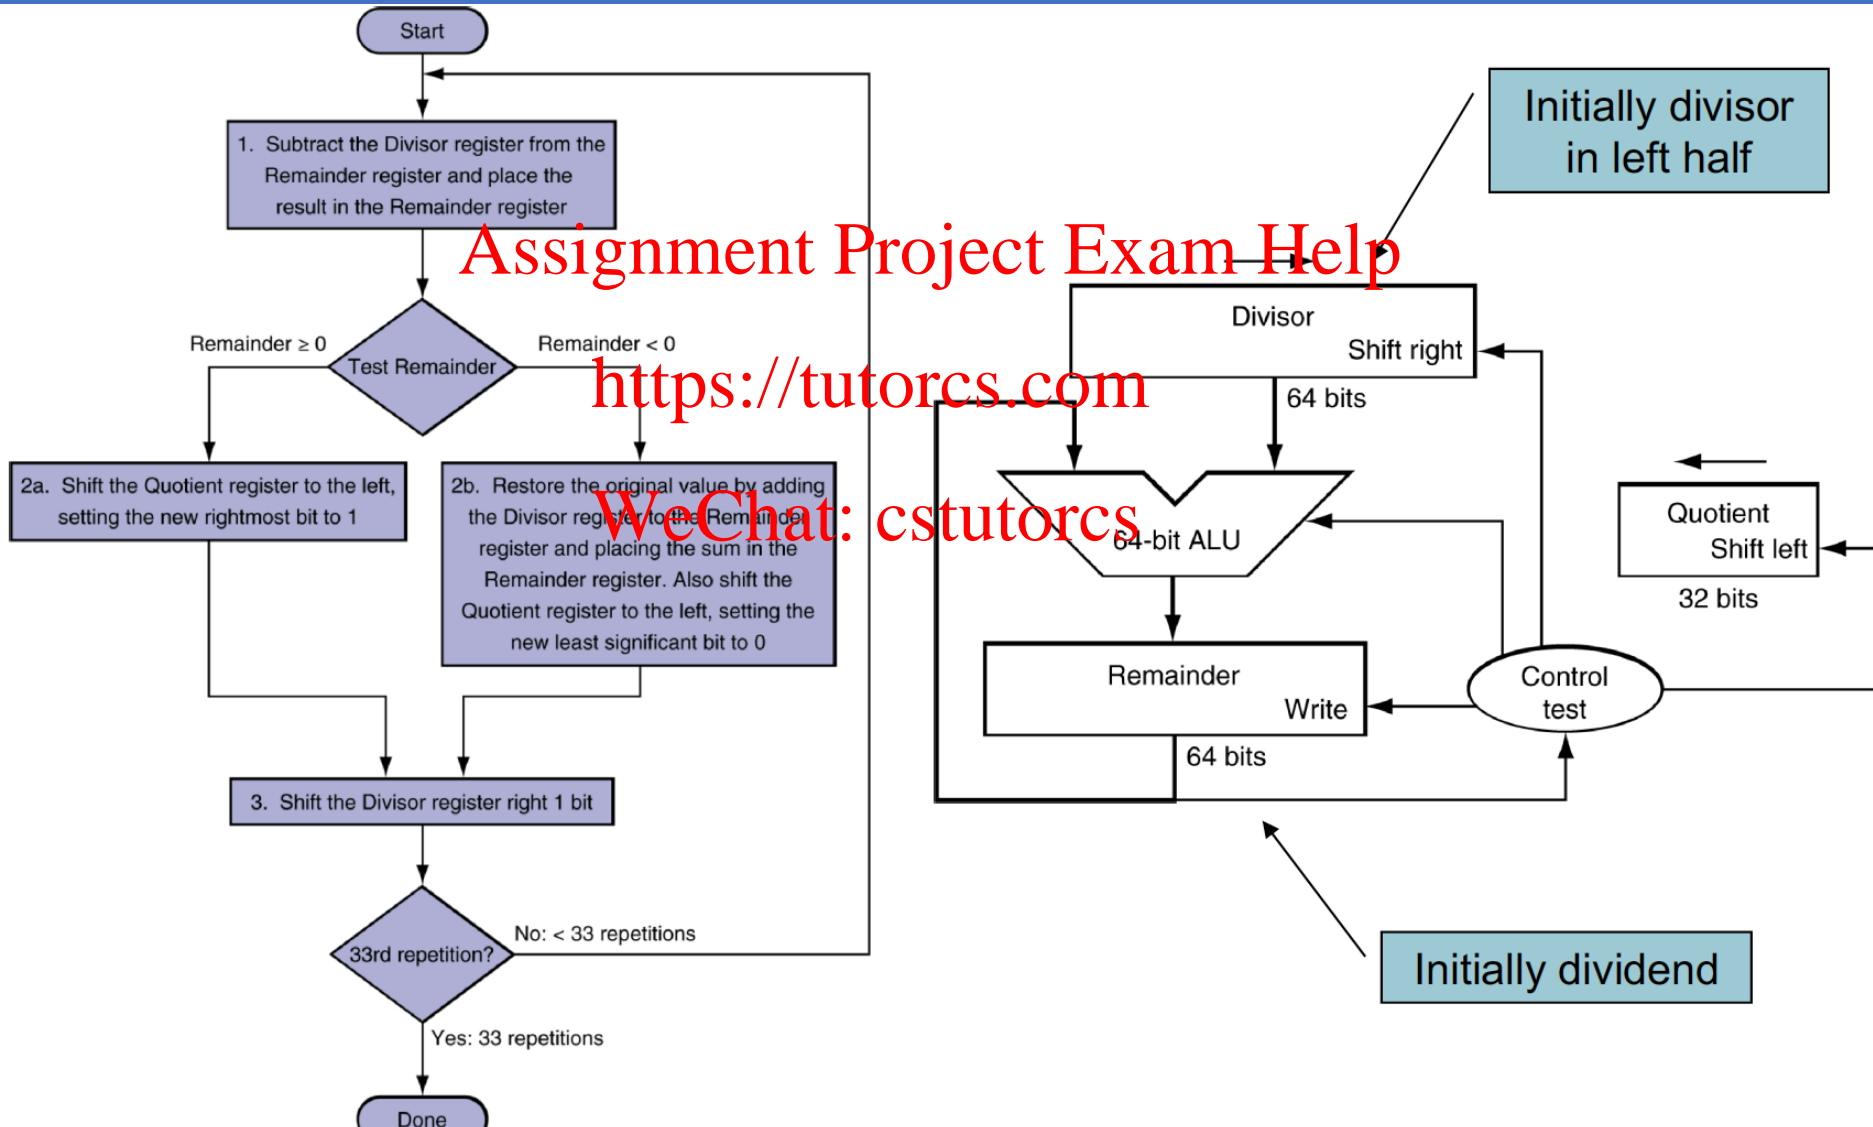 Start
1. Subtract the Divisor register from the
Remainder register and place the
result in the Remainder register
Test Remainder
Remainder ≥ 0
Remainder < 0
2a. Shift the Quotient register to the left,
setting the new rightmost bit to 1
2b. Restore the original value by adding
the Divisor register to the Remainder
register and placing the sum in the
Remainder register. Also shift the
Quotient register to the left, setting the
new least significant bit to 0
3. Shift the Divisor register right 1 bit
33rd repetition?
No: < 33 repetitions
Yes: 33 repetitions
Done
Assignment Project Exam Help
https://tutorcs.com
WeChat: cstutorcs
Initially divisor
in left half
Divisor
Shift right
64 bits
64-bit ALU
Quotient
Shift left
32 bits
Remainder
Write
64 bits
Control
test
Initially dividend